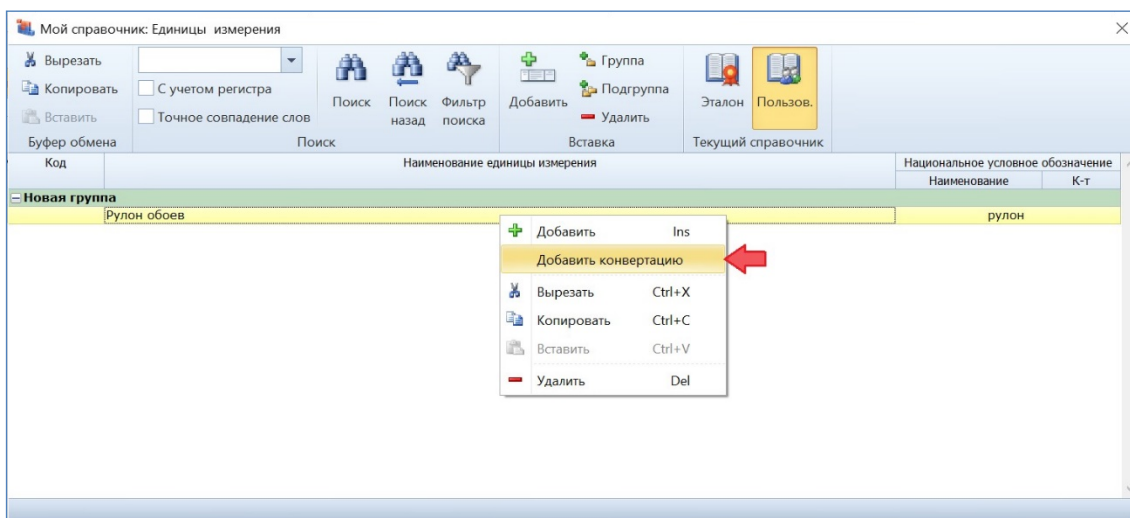 Мой справочник: Единицы измерения
Вырезать
Копировать
Вставить
Буфер обмена
С учетом регистра
Точное совпадение слов
Поиск
Поиск назад
Фильтр поиска
Поиск
Добавить
Группа
Подгруппа
Удалить
Вставка
Эталон
Пользов.
Текущий справочник
Код
Наименование единицы измерения
Национальное условное обозначение
Наименование
К-т
Новая группа
Рулон обоев
рулон
Добавить Ins
Добавить конвертацию
Вырезать Ctrl+X
Копировать Ctrl+C
Вставить Ctrl+V
Удалить Del